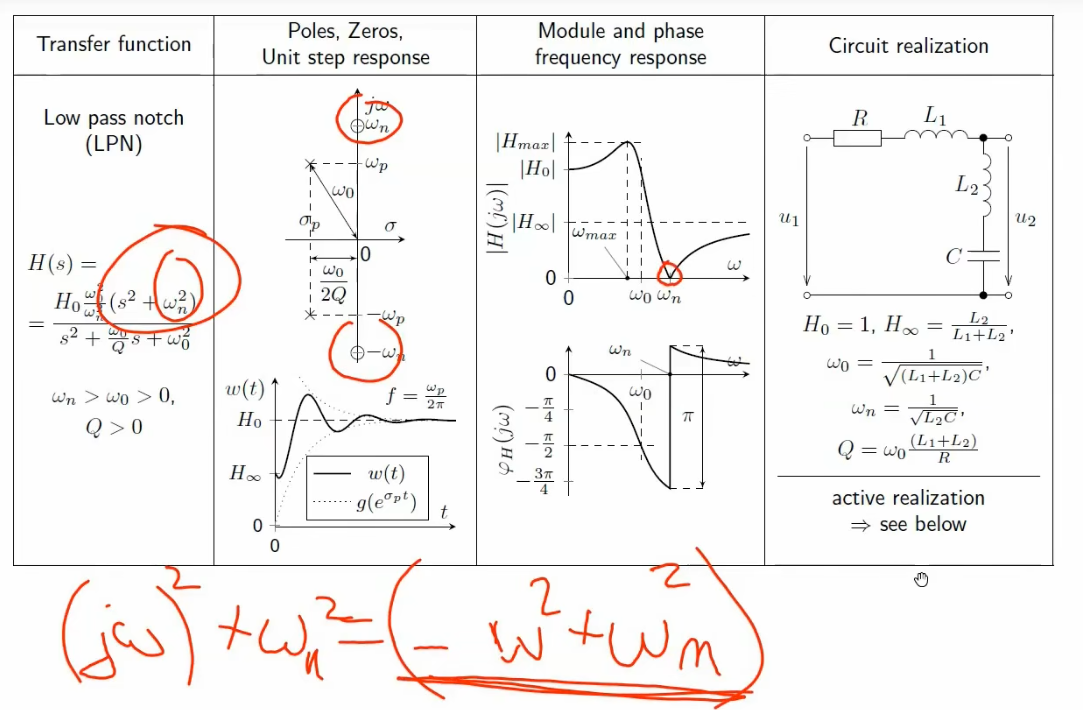 Transfer function
Poles, Zeros,
Unit step response
Module and phase
frequency response
Circuit realization
Low pass notch
(LPN)
H(s) =
= H₀ ω₀²/ωₙ² (s² + ωₙ²) / (s² + ω₀/Q s + ω₀²)
ωₙ > ω₀ > 0,
Q > 0
jω
ωₙ
ωₚ
ω₀
σₚ
σ
0
ω₀/2Q
−ωₚ
−ωₙ
w(t)
f = ωₚ/2π
H₀
H∞
w(t)
g(e^{σₚt})
t
0
0
|H(jω)|
|Hmax|
|H₀|
|H∞|
ωmax
ω
0
0
ω₀ ωₙ
φH(jω)
ωₙ
ω
0
ω₀
−π/4
−π/2
−3π/4
π
R
L₁
L₂
C
u₁
u₂
H₀ = 1, H∞ = L₂/(L₁+L₂),
ω₀ = 1/√((L₁+L₂)C),
ωₙ = 1/√(L₂C),
Q = ω₀ (L₁+L₂)/R
active realization
⇒ see below
(jω)² + ωₙ² = (− ω² + ωₙ²)